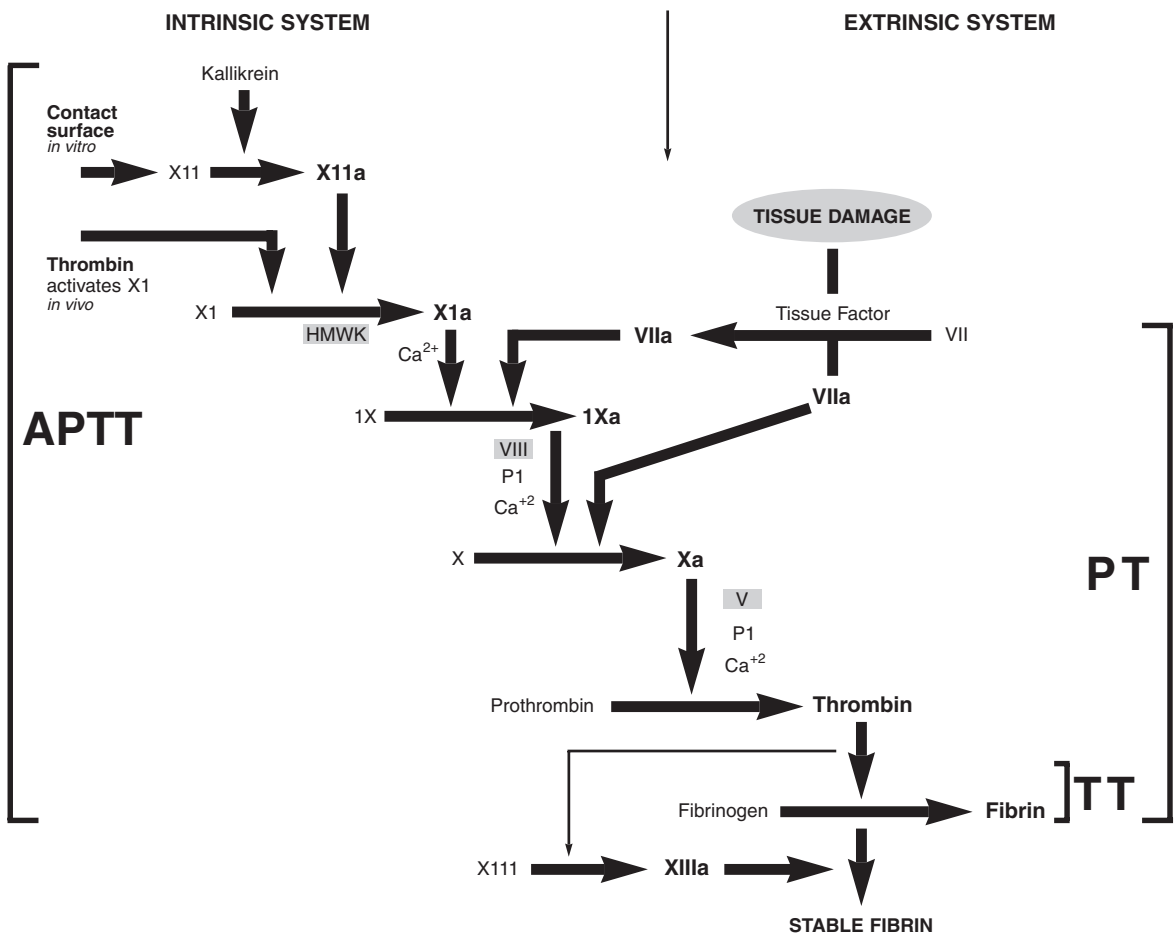 INTRINSIC SYSTEM
EXTRINSIC SYSTEM
Kallikrein
Contact
surface
in vitro
X11
X11a
TISSUE DAMAGE
Thrombin
activates X1
in vivo
X1
X1a
HMWK
Tissue Factor
VIIa
VII
Ca2+
VIIa
1X
1Xa
APTT
VIII
P1
Ca+2
X
Xa
PT
V
P1
Ca+2
Prothrombin
Thrombin
Fibrinogen
Fibrin
TT
X111
XIIIa
STABLE FIBRIN